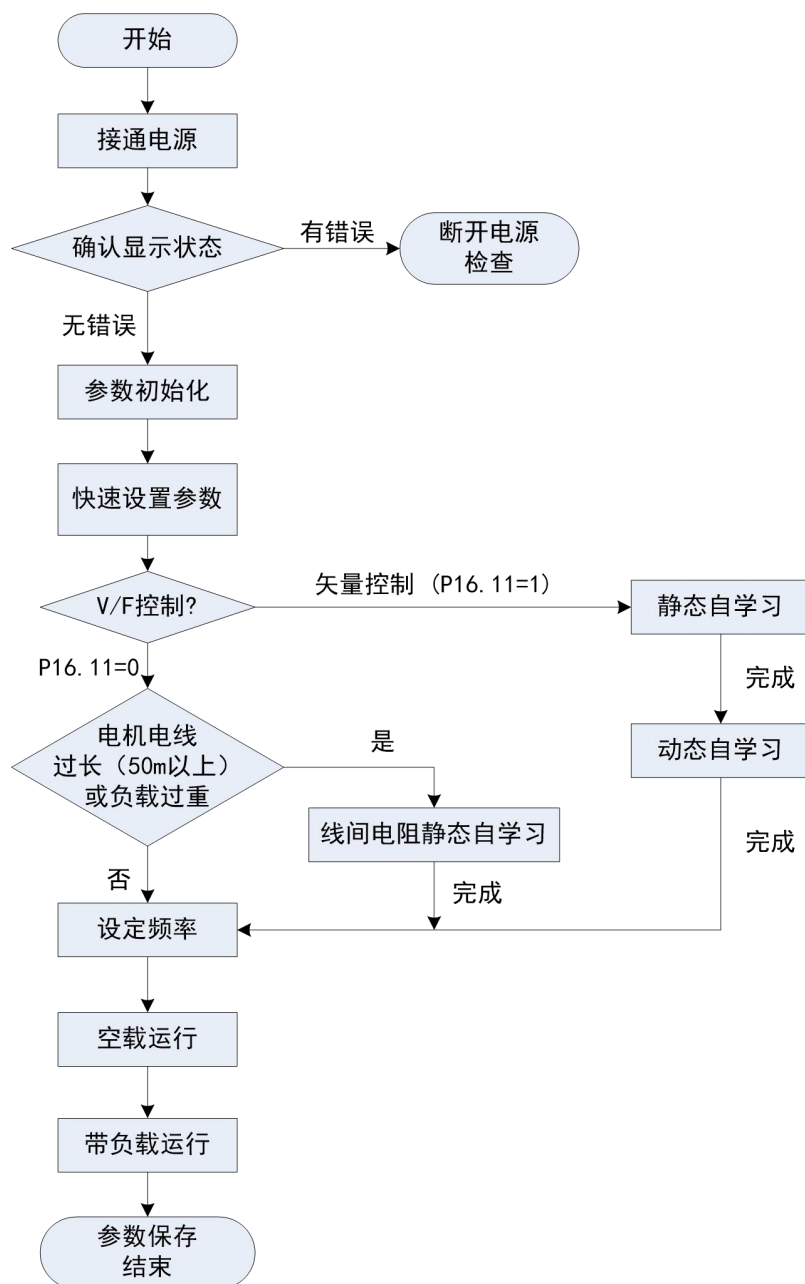 开始
接通电源
确认显示状态
有错误
断开电源
检查
无错误
参数初始化
快速设置参数
V/F控制?
矢量控制 (P16.11=1)
静态自学习
P16.11=0
完成
电机电线
过长（50m以上）
或负载过重
是
动态自学习
线间电阻静态自学习
完成
否
完成
设定频率
空载运行
带负载运行
参数保存
结束